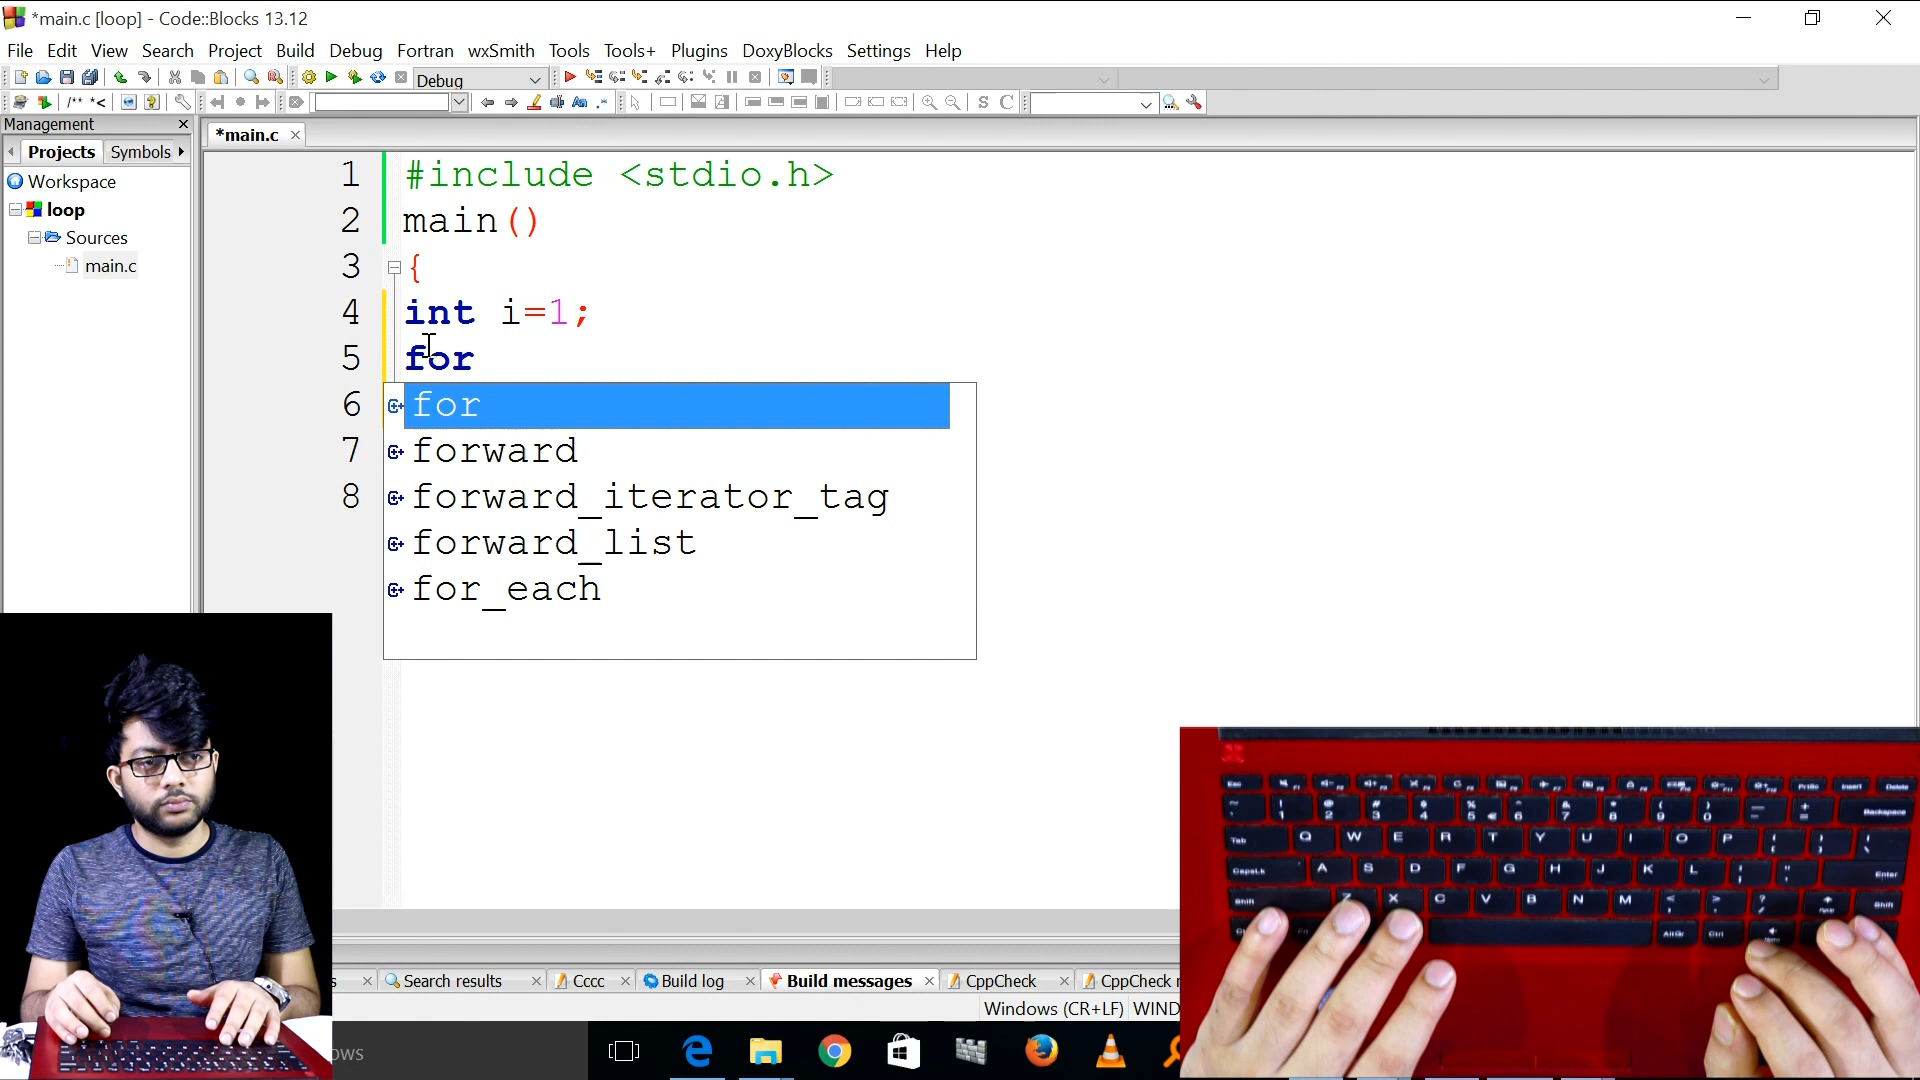 *main.c [loop] - Code::Blocks 13.12
File Edit View Search Project Build Debug Fortran wxSmith Tools Tools+ Plugins DoxyBlocks Settings Help
Debug
/** *<
S C
Management
Projects Symbols
*main.c
Workspace
loop
Sources
main.c
1 #include <stdio.h>
2 main()
3 {
4 int i=1;
5 for
6 for
7 forward
8 forward_iterator_tag
forward_list
for_each
Search results Cccc Build log Build messages CppCheck CppCheck
Windows (CR+LF) WIND
ows
Q W E R T Y U I O P
A S D F G H J K L
Z X C V B N M